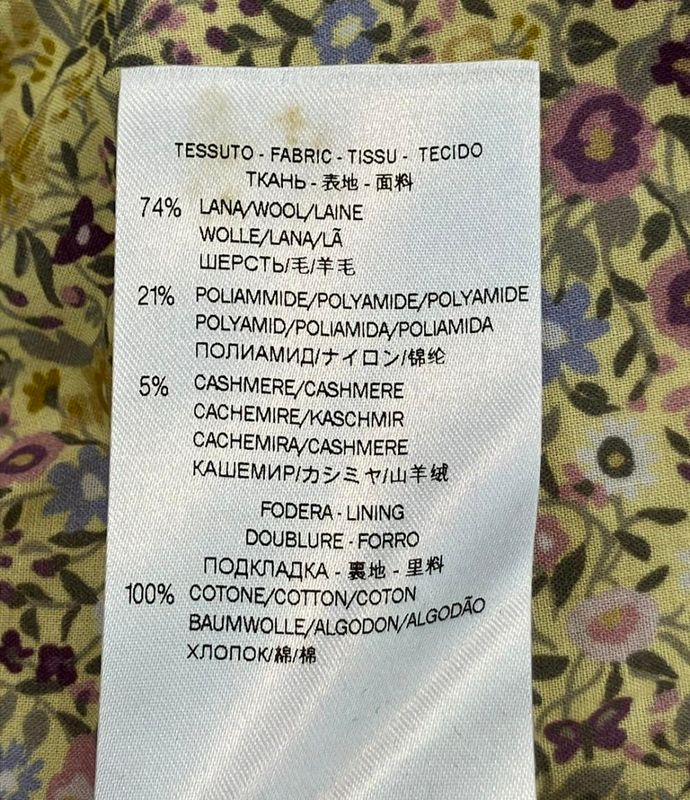 TESSUTO - FABRIC - TISSU - TECIDO
ТКАНЬ - 表地 - 面料
74% LANA/WOOL/LAINE
WOLLE/LANA/LÃ
ШЕРСТЬ/毛/羊毛
21% POLIAMMIDE/POLYAMIDE/POLYAMIDE
POLYAMID/POLIAMIDA/POLIAMIDA
ПОЛИАМИД/ナイロン/锦纶
5% CASHMERE/CASHMERE
CACHEMIRE/KASCHMIR
CACHEMIRA/CASHMERE
КАШЕМИР/カシミヤ/山羊绒
FODERA - LINING
DOUBLURE - FORRO
ПОДКЛАДКА - 裏地 - 里料
100% COTONE/COTTON/COTON
BAUMWOLLE/ALGODON/ALGODÃO
ХЛОПОК/綿/棉